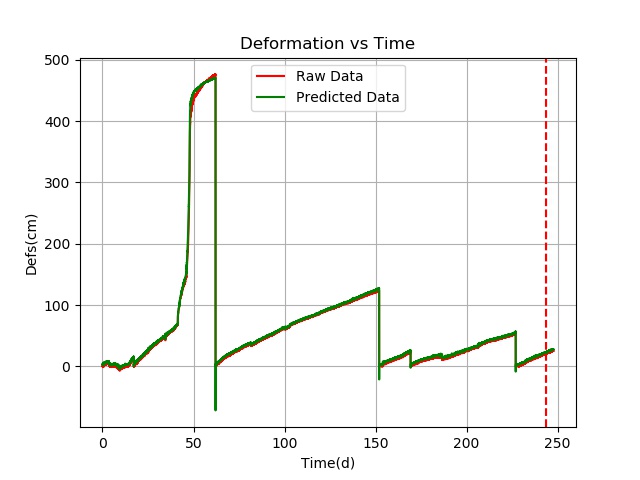 Deformation vs Time
Raw Data
Predicted Data
Defs(cm)
500
400
300
200
100
0
0 50 100 150 200 250
Time(d)